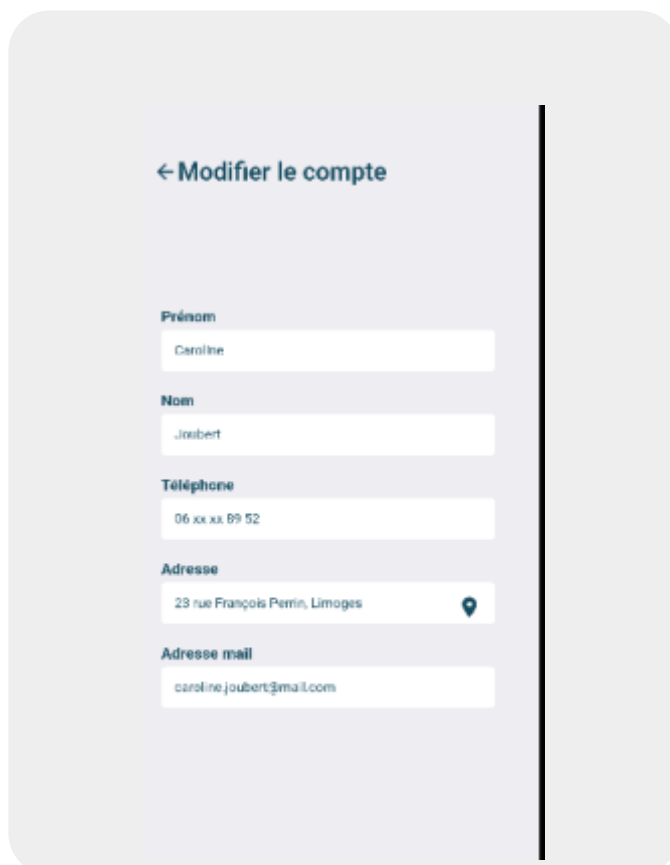 ← Modifier le compte
Prénom
Caroline
Nom
Joubert
Téléphone
06 xx xx 89 52
Adresse
23 rue François Perrin, Limoges
Adresse mail
caroline.joubert@mail.com